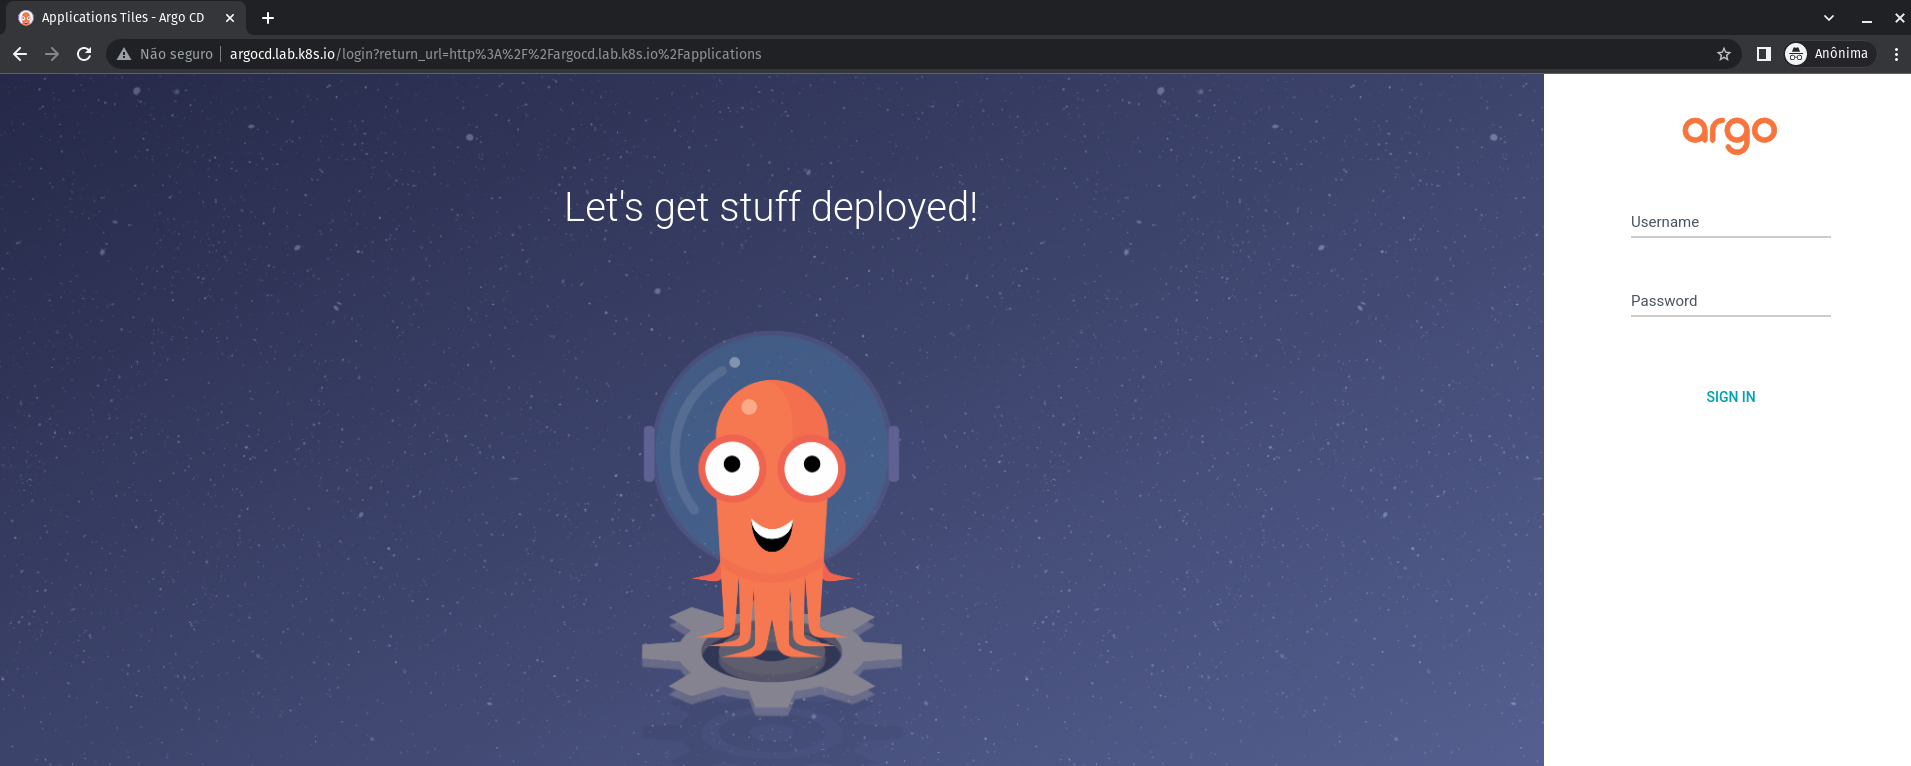 Applications Tiles - Argo CD
Não seguro argocd.lab.k8s.io/login?return_url=http%3A%2F%2Fargocd.lab.k8s.io%2Fapplications
Anônima
Let's get stuff deployed!
argo
Username
Password
SIGN IN